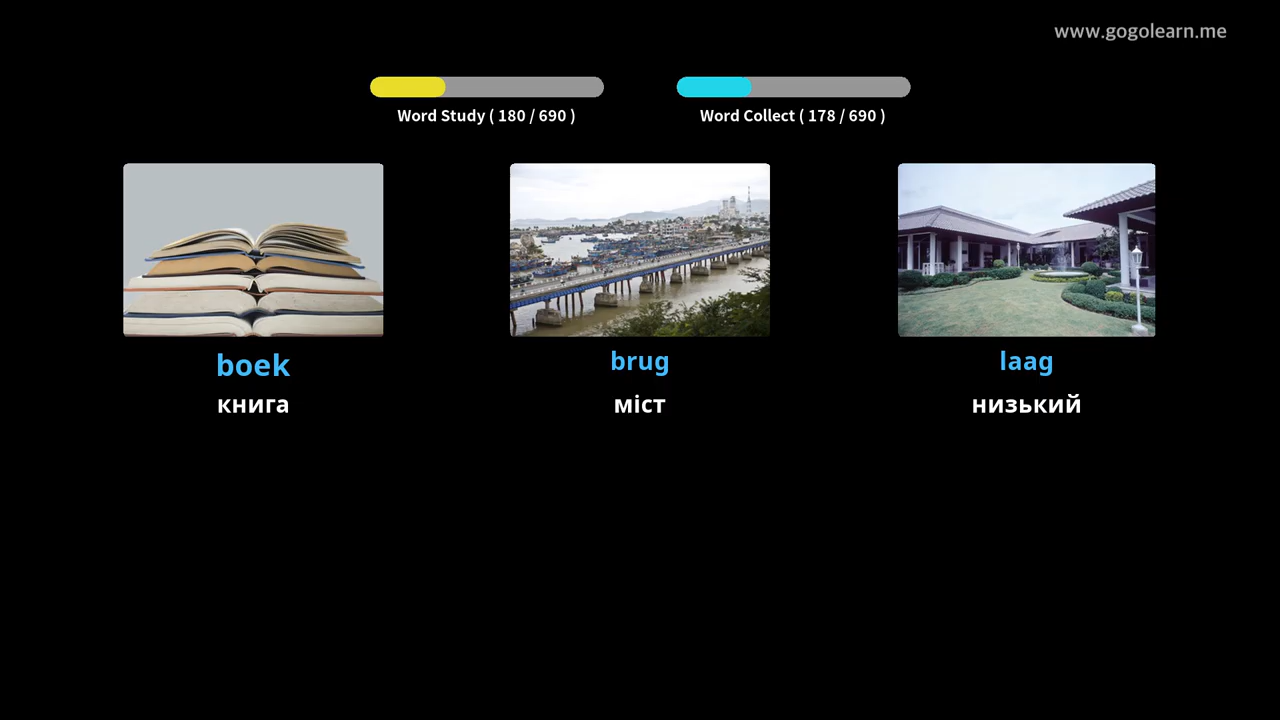 www.gogolearn.me
Word Study ( 180 / 690 )
Word Collect ( 178 / 690 )
boek
книга
brug
міст
laag
низький